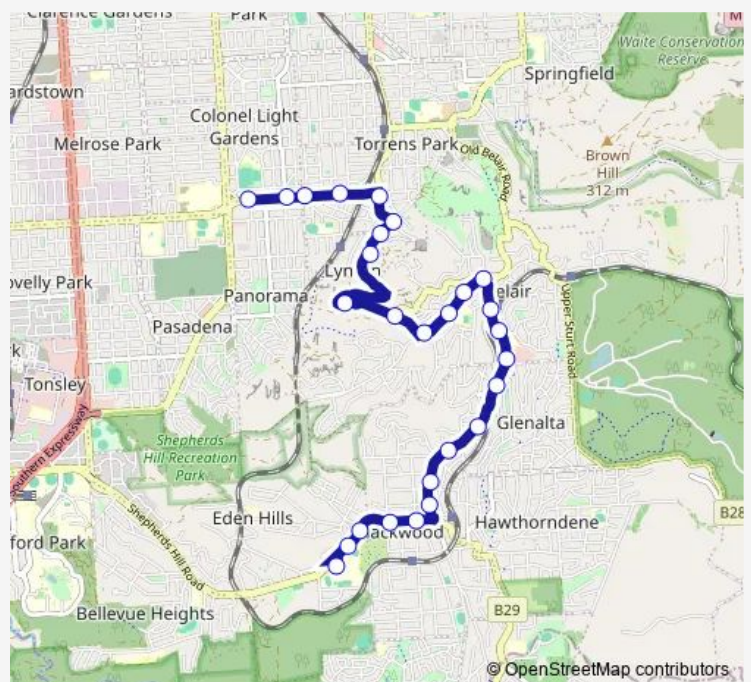 Clarence Gardens
Park
Waite Conservation
Reserve
Springfield
ardstown
Colonel Light
Gardens
Melrose Park
Torrens Park
Old Belair Road
Brown
Hill
312 m
ovelly Park
Panorama
elair
Upper Sturt Road
Pasadena
k
Tonsley
Glenalta
Southern Expressway
Shepherds
Hill Recreation
Park
Eden Hills
Hawthorndene
B28
ford Park
Shepherds Hill Road
Bellevue Heights
B29
M
© OpenStreetMap contributors